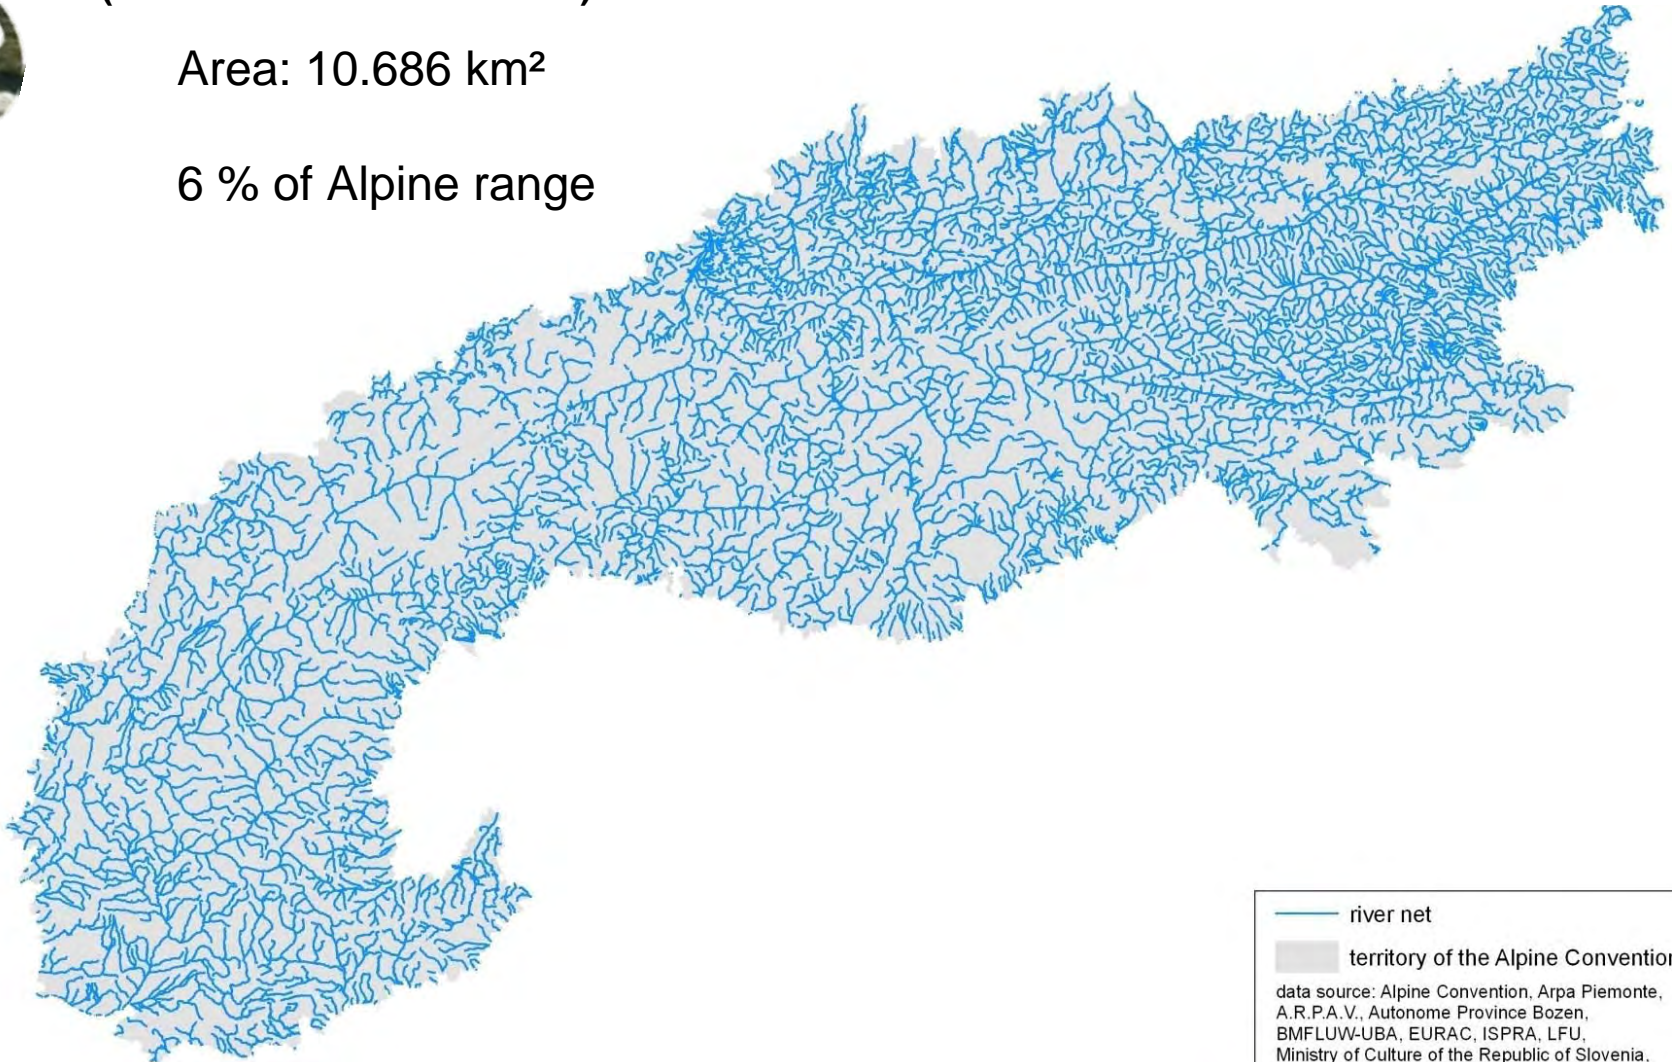 Area: 10.686 km²
6 % of Alpine range
river net
territory of the Alpine Convention
data source: Alpine Convention, Arpa Piemonte,
A.R.P.A.V., Autonome Province Bozen,
BMFLUW-UBA, EURAC, ISPRA, LFU,
Ministry of Culture of the Republic of Slovenia,